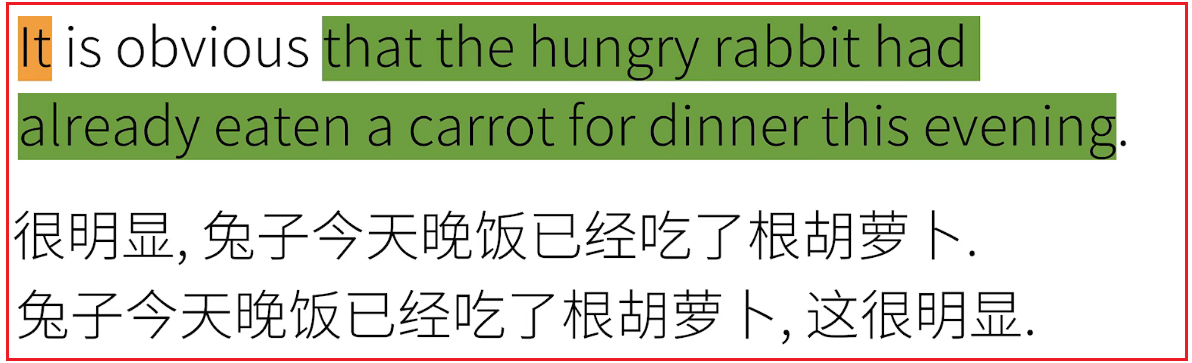 It is obvious that the hungry rabbit had
already eaten a carrot for dinner this evening.
很明显, 兔子今天晚饭已经吃了根胡萝卜.
兔子今天晚饭已经吃了根胡萝卜, 这很明显.